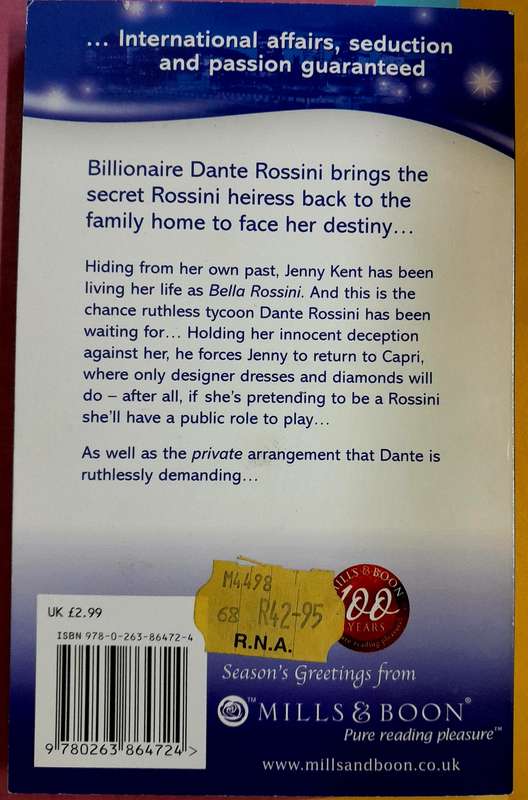 ... International affairs, seduction
and passion guaranteed
Billionaire Dante Rossini brings the
secret Rossini heiress back to the
family home to face her destiny...
Hiding from her own past, Jenny Kent has been
living her life as Bella Rossini. And this is the
chance ruthless tycoon Dante Rossini has been
waiting for... Holding her innocent deception
against her, he forces Jenny to return to Capri,
where only designer dresses and diamonds will
do – after all, if she's pretending to be a Rossini
she'll have a public role to play...
As well as the private arrangement that Dante is
ruthlessly demanding...
M4498
68 R42-95
R.N.A.
MILLS & BOON
100
YEARS
reading pleasure
UK £2.99
ISBN 978-0-263-86472-4
9 780263 864724 >
Season's Greetings from
™ MILLS & BOON®
Pure reading pleasure™
www.millsandboon.co.uk